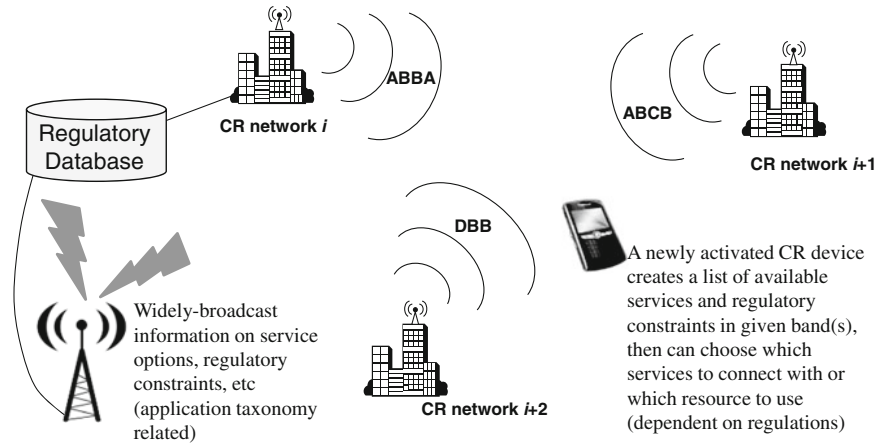 ABBA
CR network i
Regulatory
Database
ABCB
CR network i+1
DBB
CR network i+2
Widely-broadcast
information on service
options, regulatory
constraints, etc
(application taxonomy
related)
A newly activated CR device
creates a list of available
services and regulatory
constraints in given band(s),
then can choose which
services to connect with or
which resource to use
(dependent on regulations)